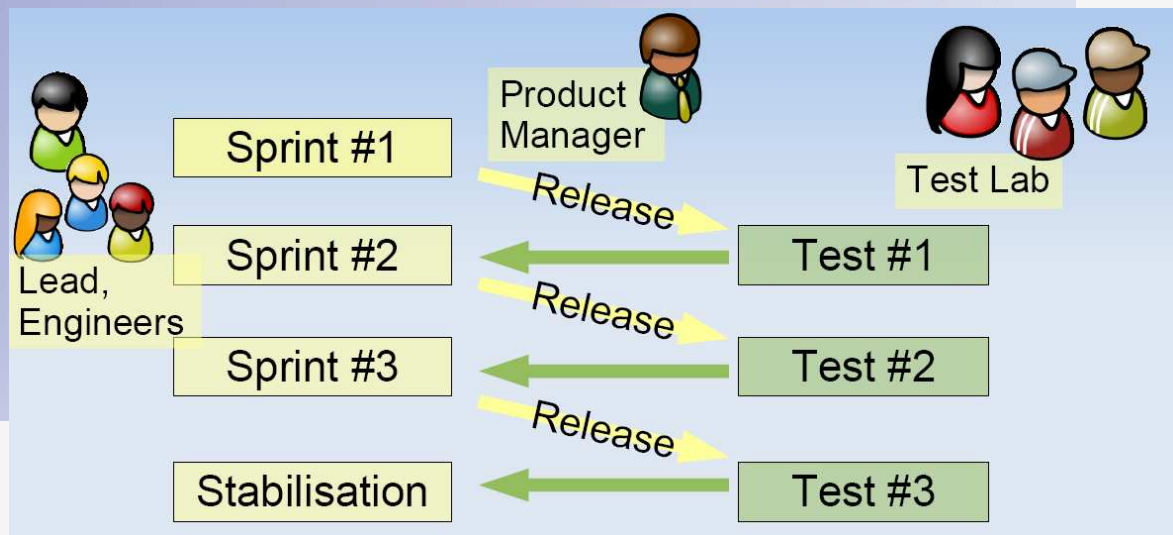 Product
Manager
Sprint #1
Test Lab
Release
Sprint #2
Test #1
Lead,
Engineers
Release
Sprint #3
Test #2
Release
Stabilisation
Test #3